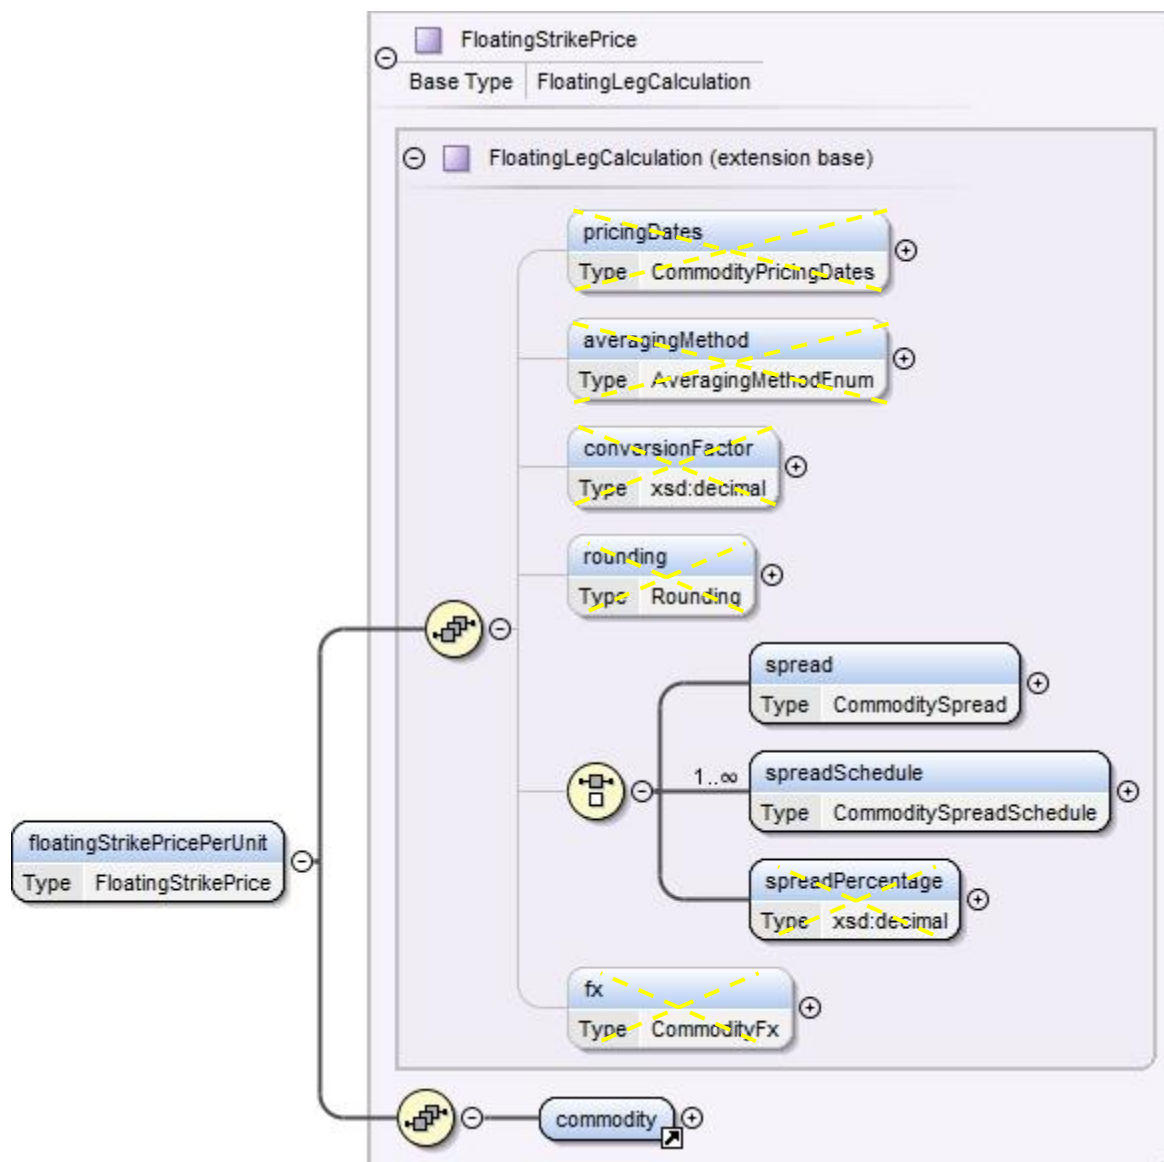 FloatingStrikePrice
Base Type FloatingLegCalculation
FloatingLegCalculation (extension base)
pricingDates
Type CommodityPricingDates
averagingMethod
Type AveragingMethodEnum
conversionFactor
Type xsd:decimal
rounding
Type Rounding
spread
Type CommoditySpread
1..∞
spreadSchedule
Type CommoditySpreadSchedule
floatingStrikePricePerUnit
Type FloatingStrikePrice
spreadPercentage
Type xsd:decimal
fx
Type CommodityFx
commodity